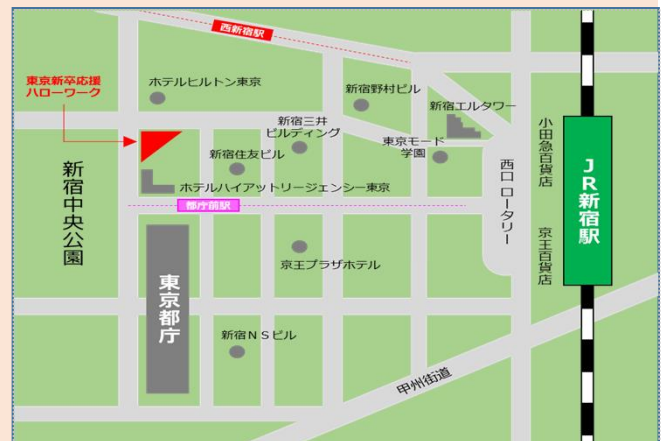 西新宿駅
東京新卒応援
ハローワーク
ホテルヒルトン東京
新宿野村ビル
新宿エルタワー
新宿三井
ビルディング
東京モード
学園
小田急百貨店
JR新宿駅
新宿住友ビル
西口 ロータリー
新宿中央公園
ホテルハイアットリージェンシー東京
都庁前駅
京王百貨店
京王プラザホテル
東京都庁
新宿NSビル
甲州街道